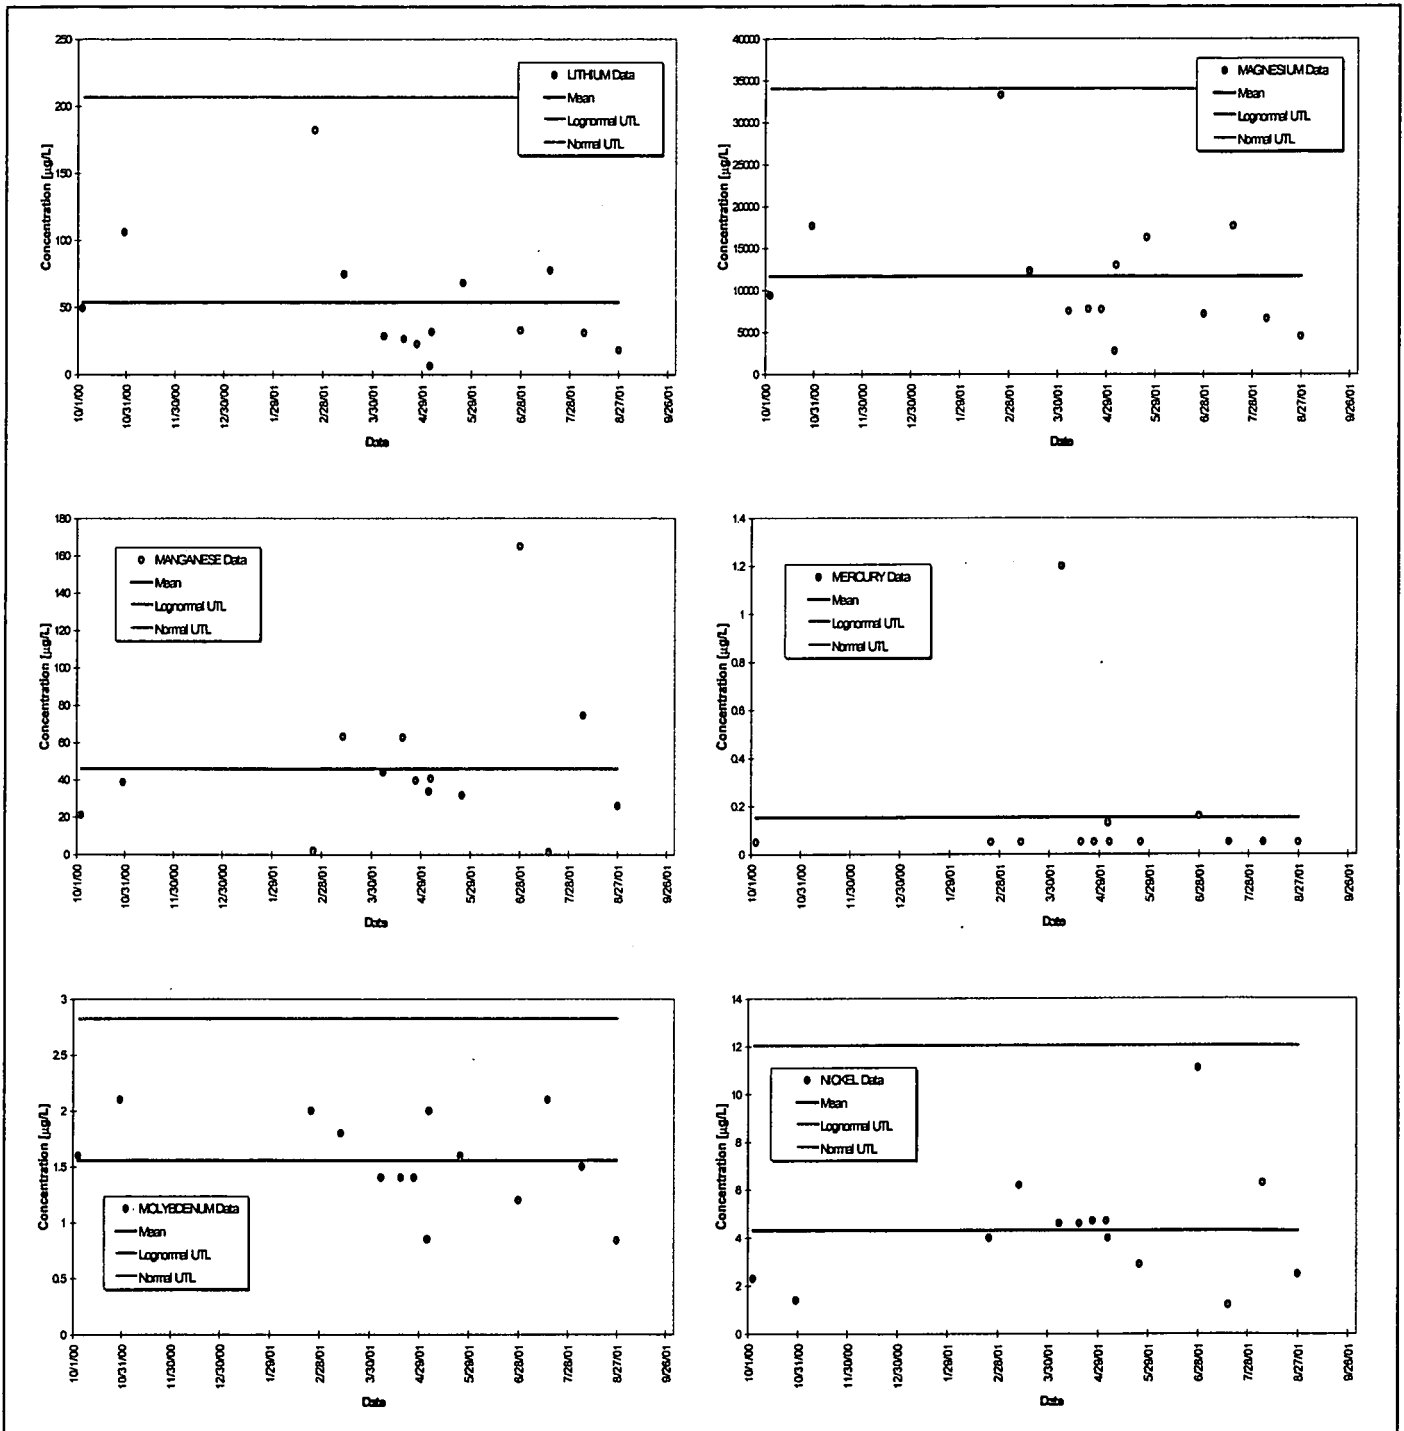 250
200
150
100
50
0
Concentration [µg/L]
LITHIUM Data
Mean
Lognormal UTL
Normal UTL
10/1/00 10/31/00 11/30/00 12/30/00 1/29/01 2/28/01 3/30/01 4/29/01 5/29/01 6/28/01 7/28/01 8/27/01 9/26/01
Date
40000
35000
30000
25000
20000
15000
10000
5000
0
Concentration [µg/L]
MAGNESIUM Data
Mean
Lognormal UTL
Normal UTL
10/1/00 10/31/00 11/30/00 12/30/00 1/29/01 2/28/01 3/30/01 4/29/01 5/29/01 6/28/01 7/28/01 8/27/01 9/26/01
Date
180
160
140
120
100
80
60
40
20
0
Concentration [µg/L]
MANGANESE Data
Mean
Lognormal UTL
Normal UTL
10/1/00 10/31/00 11/30/00 12/30/00 1/29/01 2/28/01 3/30/01 4/29/01 5/29/01 6/28/01 7/28/01 8/27/01 9/26/01
Date
1.4
1.2
1
0.8
0.6
0.4
0.2
0
Concentration [µg/L]
MERCURY Data
Mean
Lognormal UTL
Normal UTL
10/1/00 10/31/00 11/30/00 12/30/00 1/29/01 2/28/01 3/30/01 4/29/01 5/29/01 6/28/01 7/28/01 8/27/01 9/26/01
Date
3
2.5
2
1.5
1
0.5
0
Concentration [µg/L]
MOLYBDENUM Data
Mean
Lognormal UTL
Normal UTL
10/1/00 10/31/00 11/30/00 12/30/00 1/29/01 2/28/01 3/30/01 4/29/01 5/29/01 6/28/01 7/28/01 8/27/01 9/26/01
Date
14
12
10
8
6
4
2
0
Concentration [µg/L]
NICKEL Data
Mean
Lognormal UTL
Normal UTL
10/1/00 10/31/00 11/30/00 12/30/00 1/29/01 2/28/01 3/30/01 4/29/01 5/29/01 6/28/01 7/28/01 8/27/01 9/26/01
Date